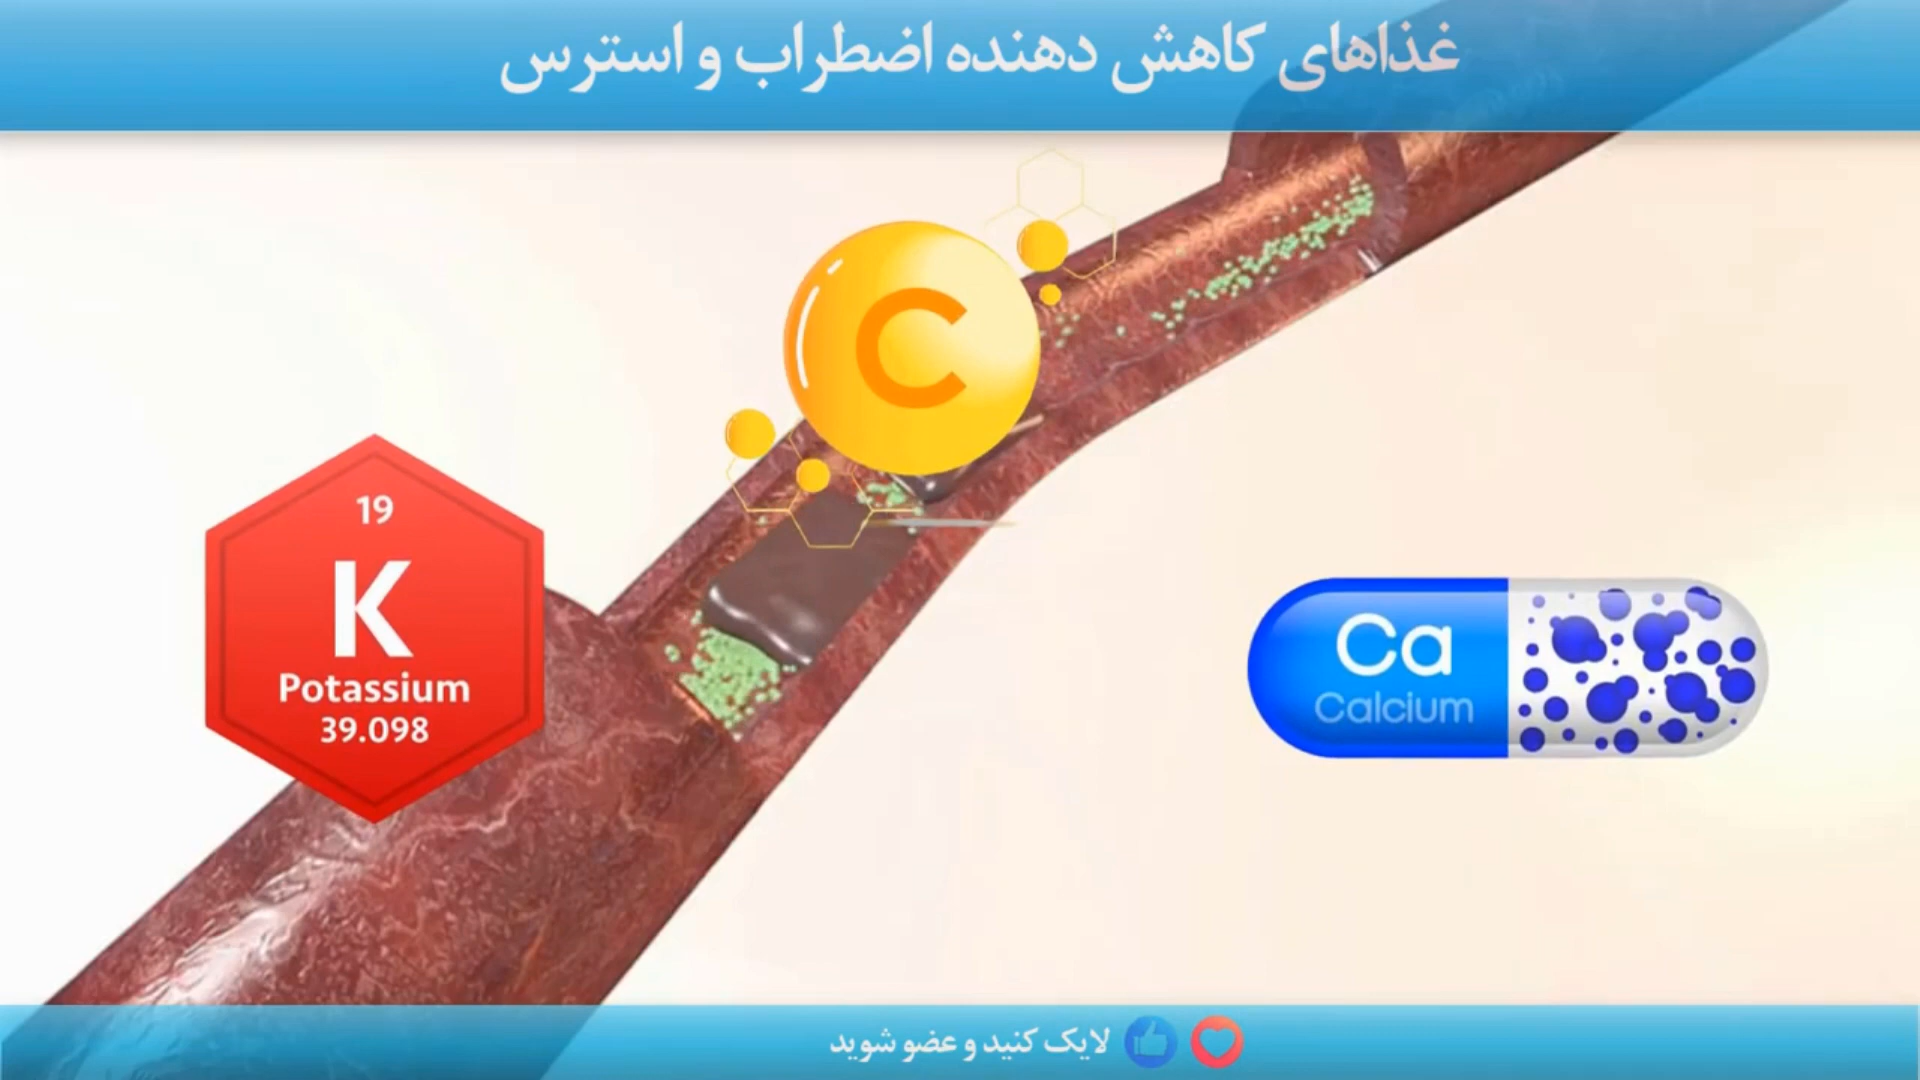 غذاهای کاهش دهنده اضطراب و استرس
C
19
K
Potassium
39.098
Ca
Calcium
لایک کنید و عضو شوید